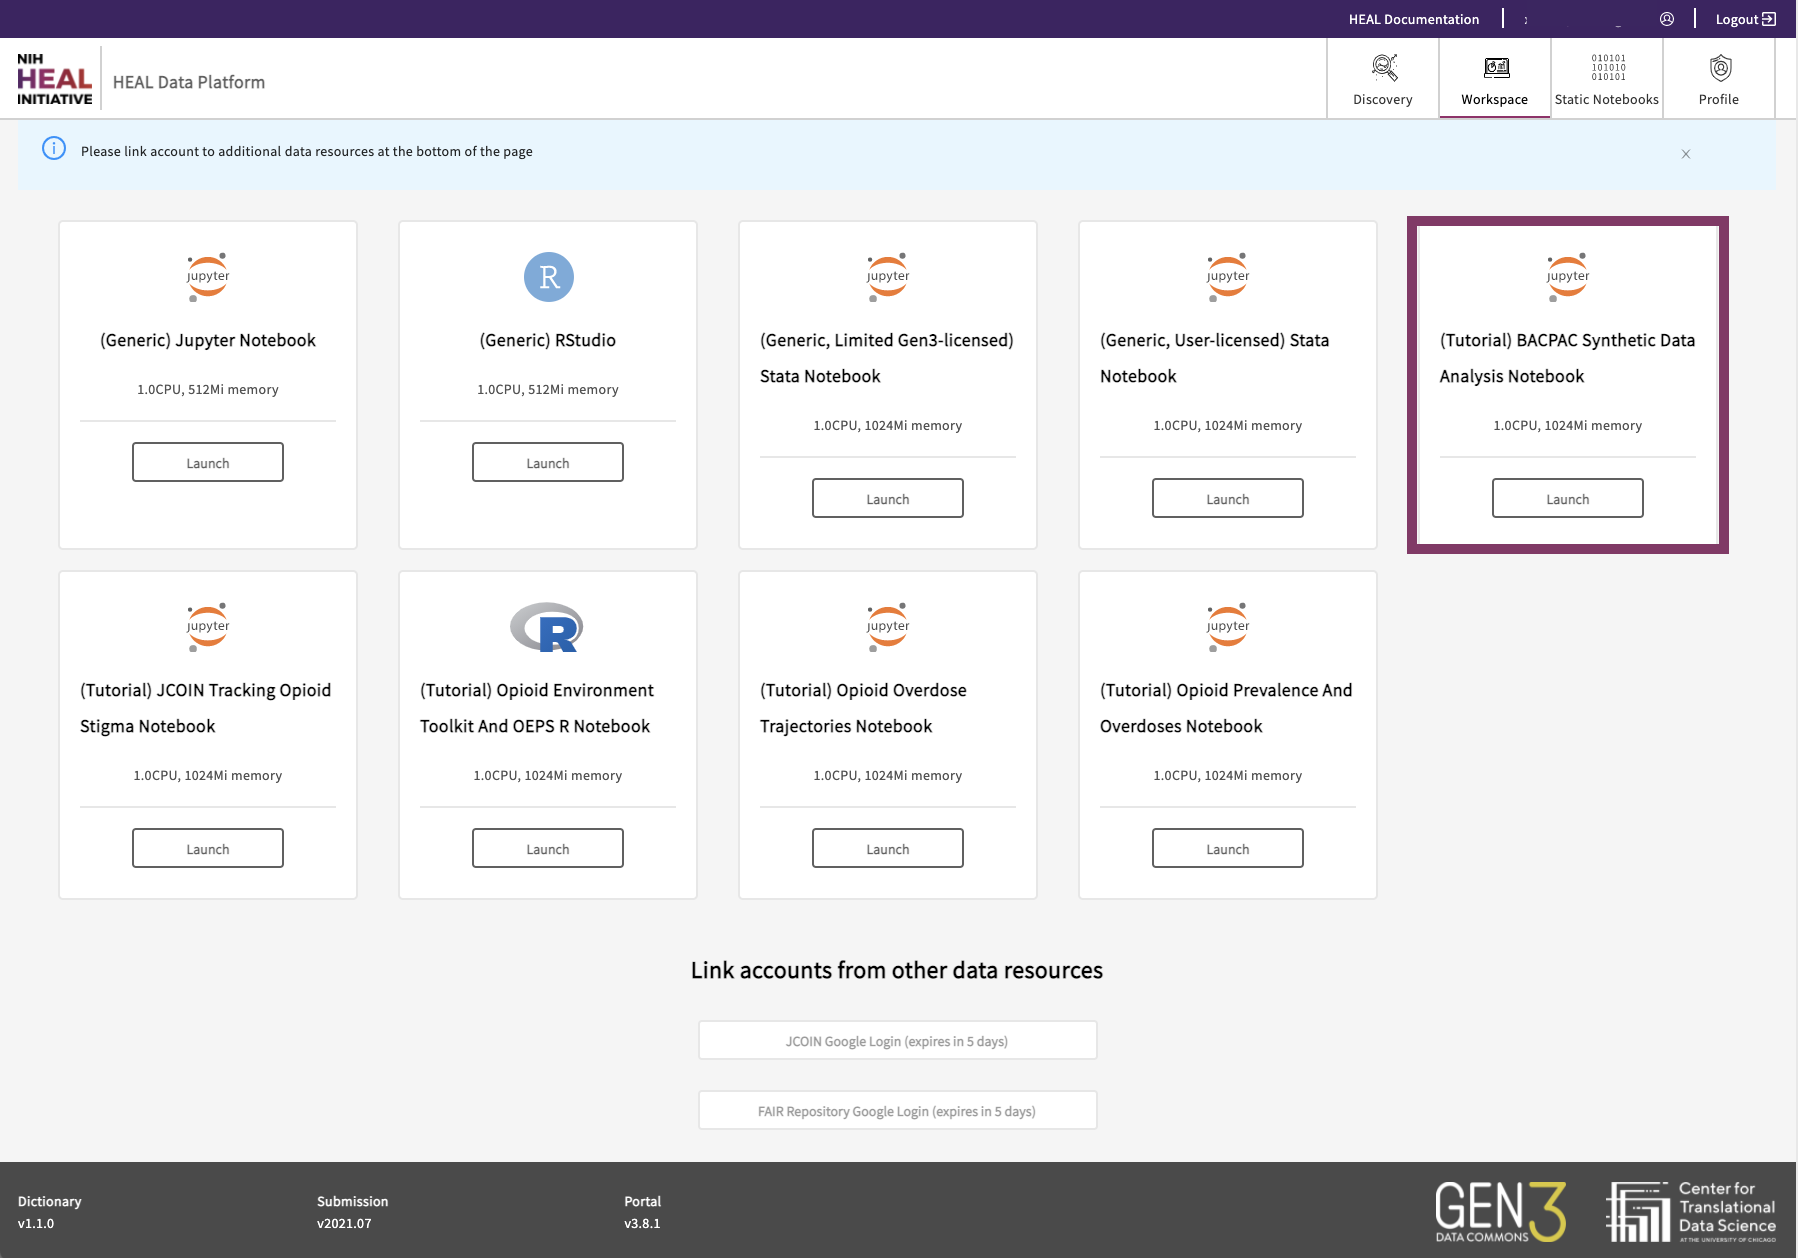 HEAL Documentation
Logout
NIH
HEAL
INITIATIVE
HEAL Data Platform
Discovery
Workspace
010101
101010
010101
Static Notebooks
Profile
Please link account to additional data resources at the bottom of the page
jupyter
(Generic) Jupyter Notebook
1.0CPU, 512Mi memory
Launch
R
(Generic) RStudio
1.0CPU, 512Mi memory
Launch
jupyter
(Generic, Limited Gen3-licensed)
Stata Notebook
1.0CPU, 1024Mi memory
Launch
jupyter
(Generic, User-licensed) Stata
Notebook
1.0CPU, 1024Mi memory
Launch
jupyter
(Tutorial) BACPAC Synthetic Data
Analysis Notebook
1.0CPU, 1024Mi memory
Launch
jupyter
(Tutorial) JCOIN Tracking Opioid
Stigma Notebook
1.0CPU, 1024Mi memory
Launch
R
(Tutorial) Opioid Environment
Toolkit And OEPS R Notebook
1.0CPU, 1024Mi memory
Launch
jupyter
(Tutorial) Opioid Overdose
Trajectories Notebook
1.0CPU, 1024Mi memory
Launch
jupyter
(Tutorial) Opioid Prevalence And
Overdoses Notebook
1.0CPU, 1024Mi memory
Launch
Link accounts from other data resources
JCOIN Google Login (expires in 5 days)
FAIR Repository Google Login (expires in 5 days)
Dictionary
v1.1.0
Submission
v2021.07
Portal
v3.8.1
GEN3
DATA COMMONS
Center for
Translational
Data Science
AT THE UNIVERSITY OF CHICAGO